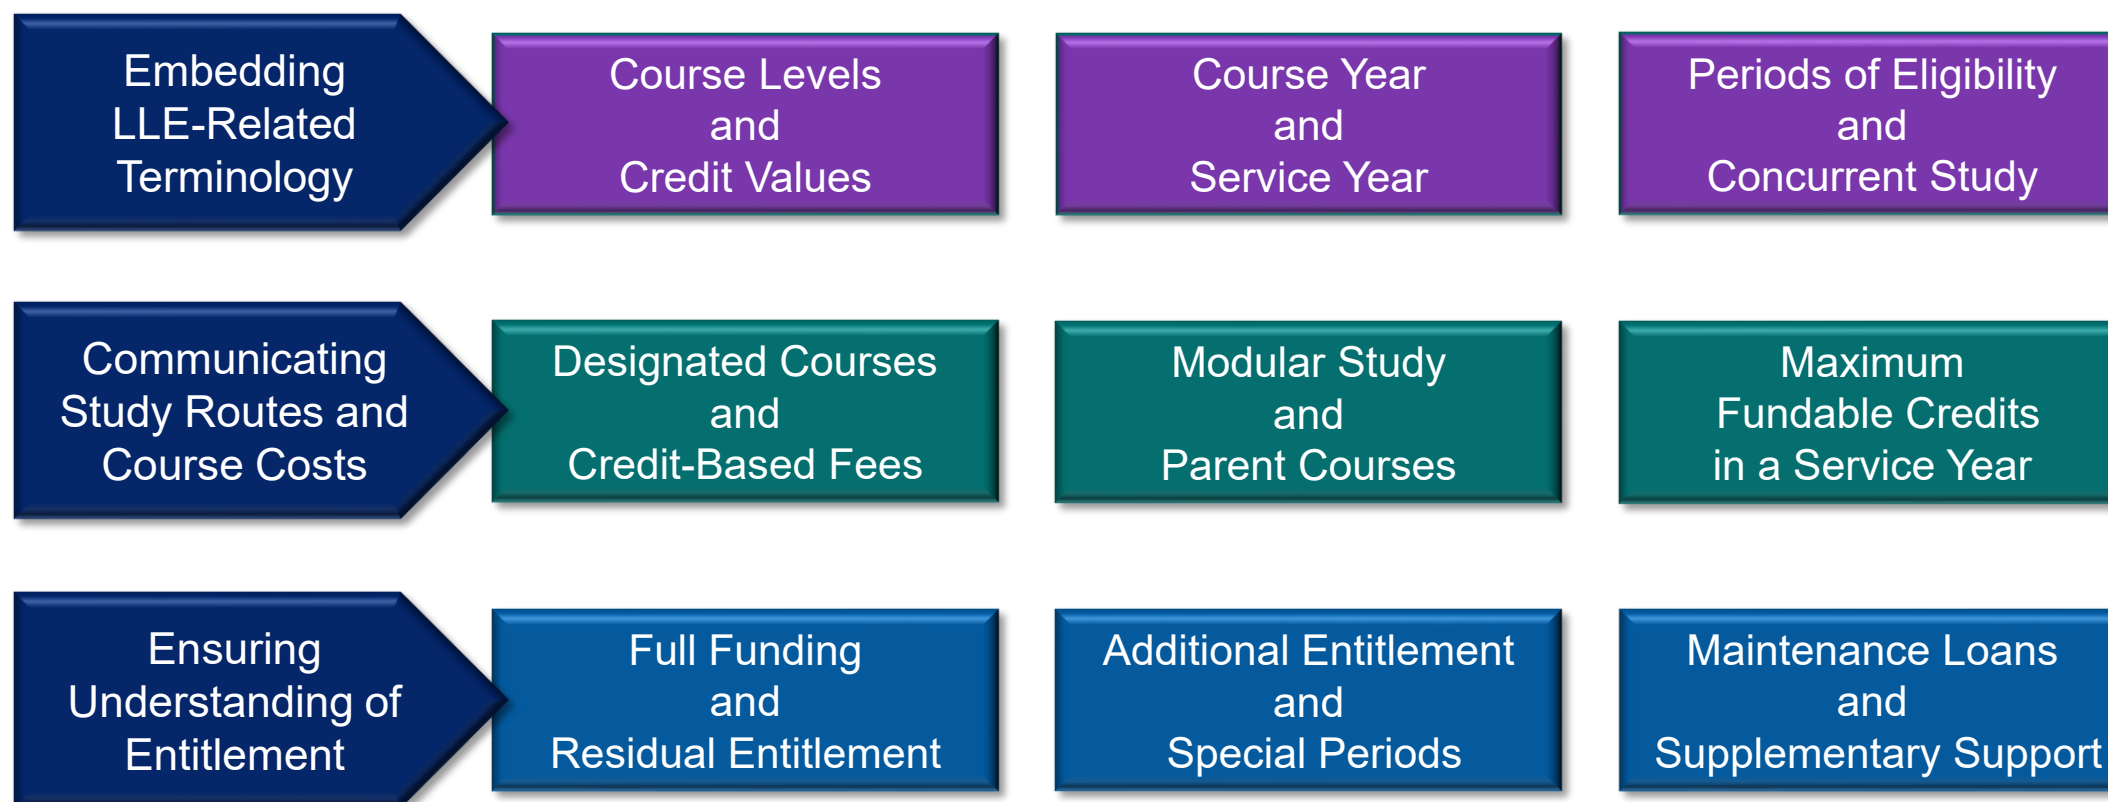 Embedding
LLE-Related
Terminology
Course Levels
and
Credit Values
Course Year
and
Service Year
Periods of Eligibility
and
Concurrent Study
Communicating
Study Routes and
Course Costs
Designated Courses
and
Credit-Based Fees
Modular Study
and
Parent Courses
Maximum
Fundable Credits
in a Service Year
Ensuring
Understanding of
Entitlement
Full Funding
and
Residual Entitlement
Additional Entitlement
and
Special Periods
Maintenance Loans
and
Supplementary Support